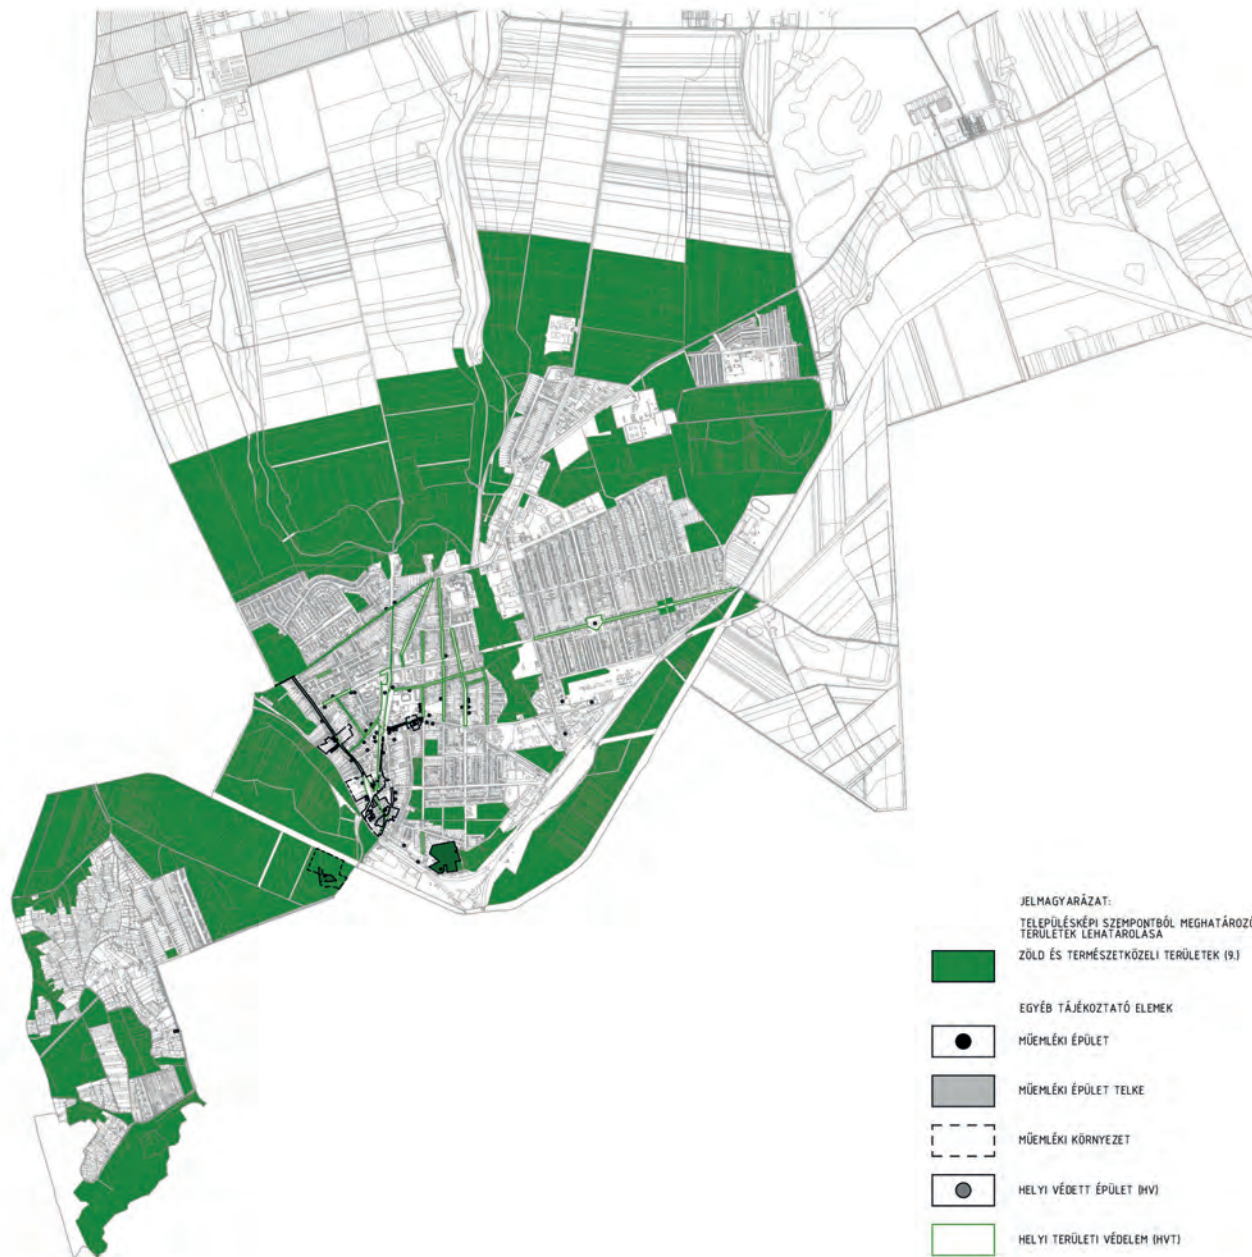 JELMAGYARÁZAT:
TELEPÜLÉSKÉPI SZEMPONTBÓL MEGHATÁROZÓ
TERÜLETEK LEHATÁROLÁSA
ZÖLD ÉS TERMÉSZETKÖZELI TERÜLETEK (9.)
EGYÉB TÁJÉKOZTATÓ ELEMEK
MŰEMLÉKI ÉPÜLET
MŰEMLÉKI ÉPÜLET TELKE
MŰEMLÉKI KÖRNYEZET
HELYI VÉDETT ÉPÜLET (HV)
HELYI TERÜLETI VÉDELEM (HVT)